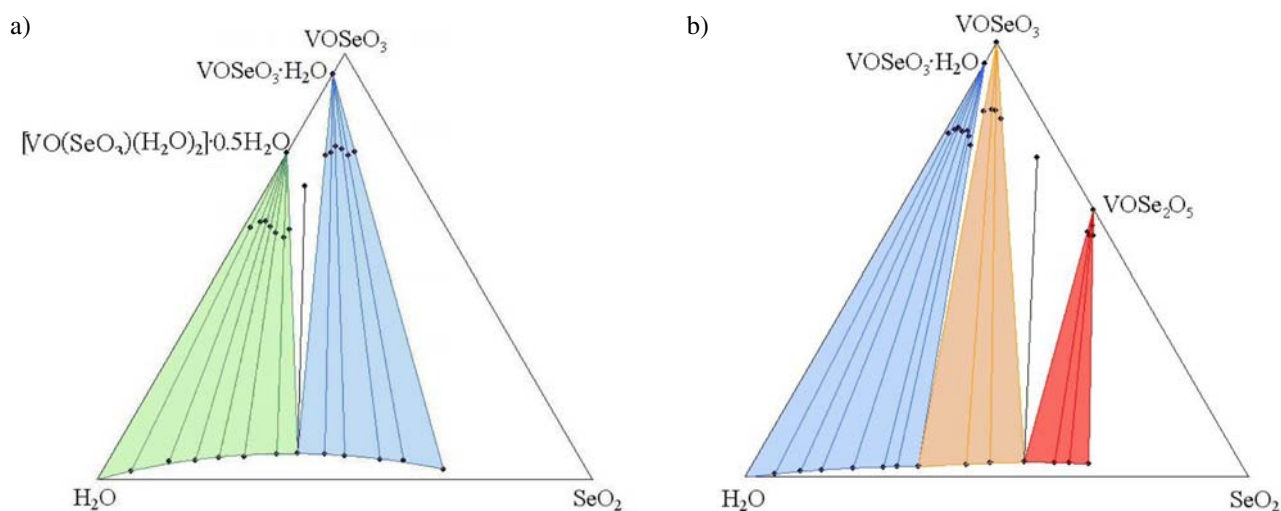 a)
VOSeO₃
VOSeO₃·H₂O
[VO(SeO₃)(H₂O)₂]·0.5H₂O
H₂O
SeO₂
b)
VOSeO₃
VOSeO₃·H₂O
VOSe₂O₅
H₂O
SeO₂